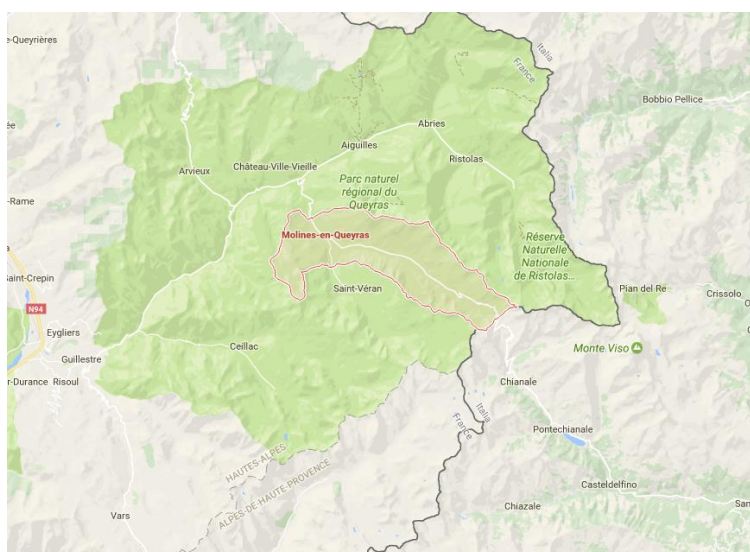 -Queyrières
Italia
France
Bobbio Pellice
Abries
Aiguilles
Château-Ville-Vieille
Ristolas
Arvieux
Parc naturel
régional du
Queyras
-Rame
Molines-en-Queyras
Réserve
Naturelle
Nationale
de Ristolas...
Saint-Crepin
Saint-Véran
Pian del Re
Crissolo
N94
Eygliers
Guillestre
Ceillac
Monte Viso
r-Durance
Risoul
Chianale
Italia
France
Pontechianale
HAUTES-ALPES
ALPES-DE-HAUTE-PROVENCE
Casteldelfino
Vars
Chiazale
San